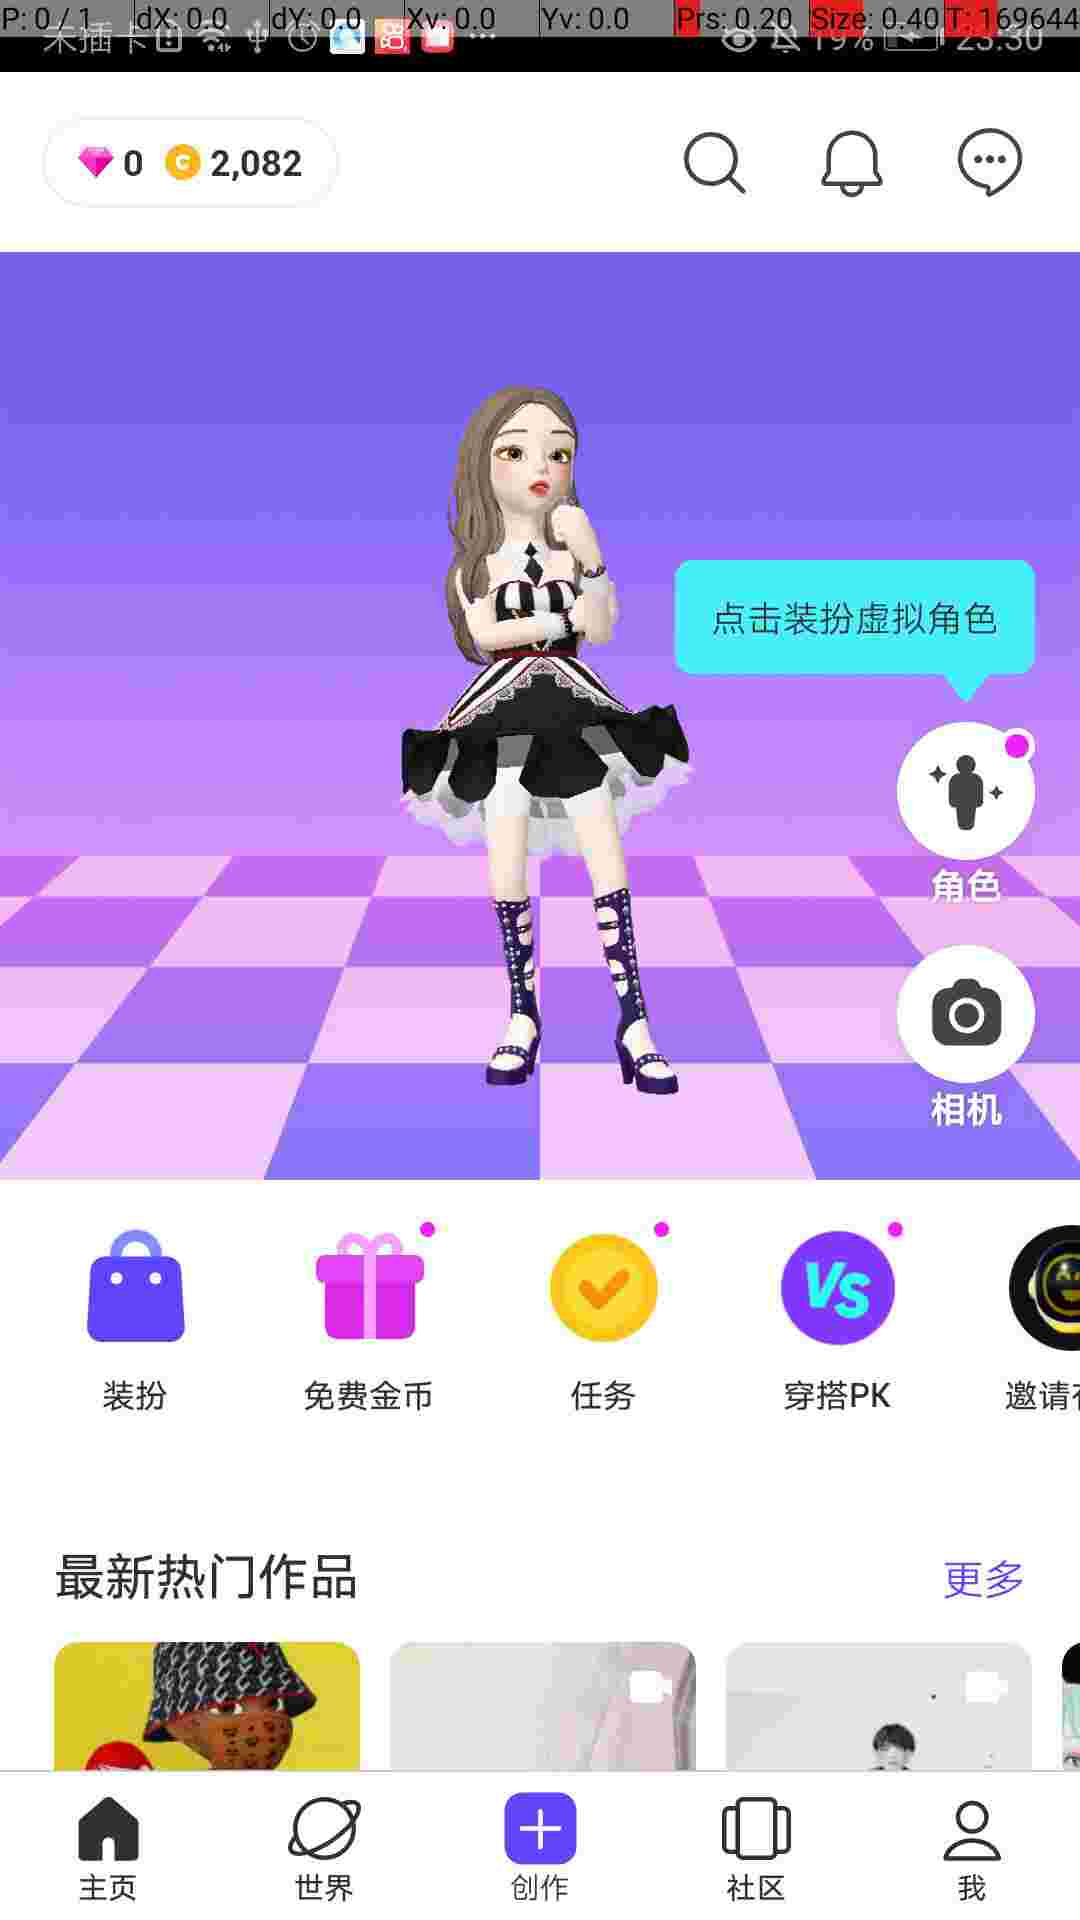 P: 0 / 1 dX: 0.0 dY: 0.0 Xv: 0.0 Yv: 0.0 Prs: 0.20 Size: 0.40 T: 169644
未插卡 19% 23:30
0 2,082
点击装扮虚拟角色
角色
相机
装扮 免费金币 任务 穿搭PK 邀请
VS
最新热门作品 更多
主页 世界 创作 社区 我